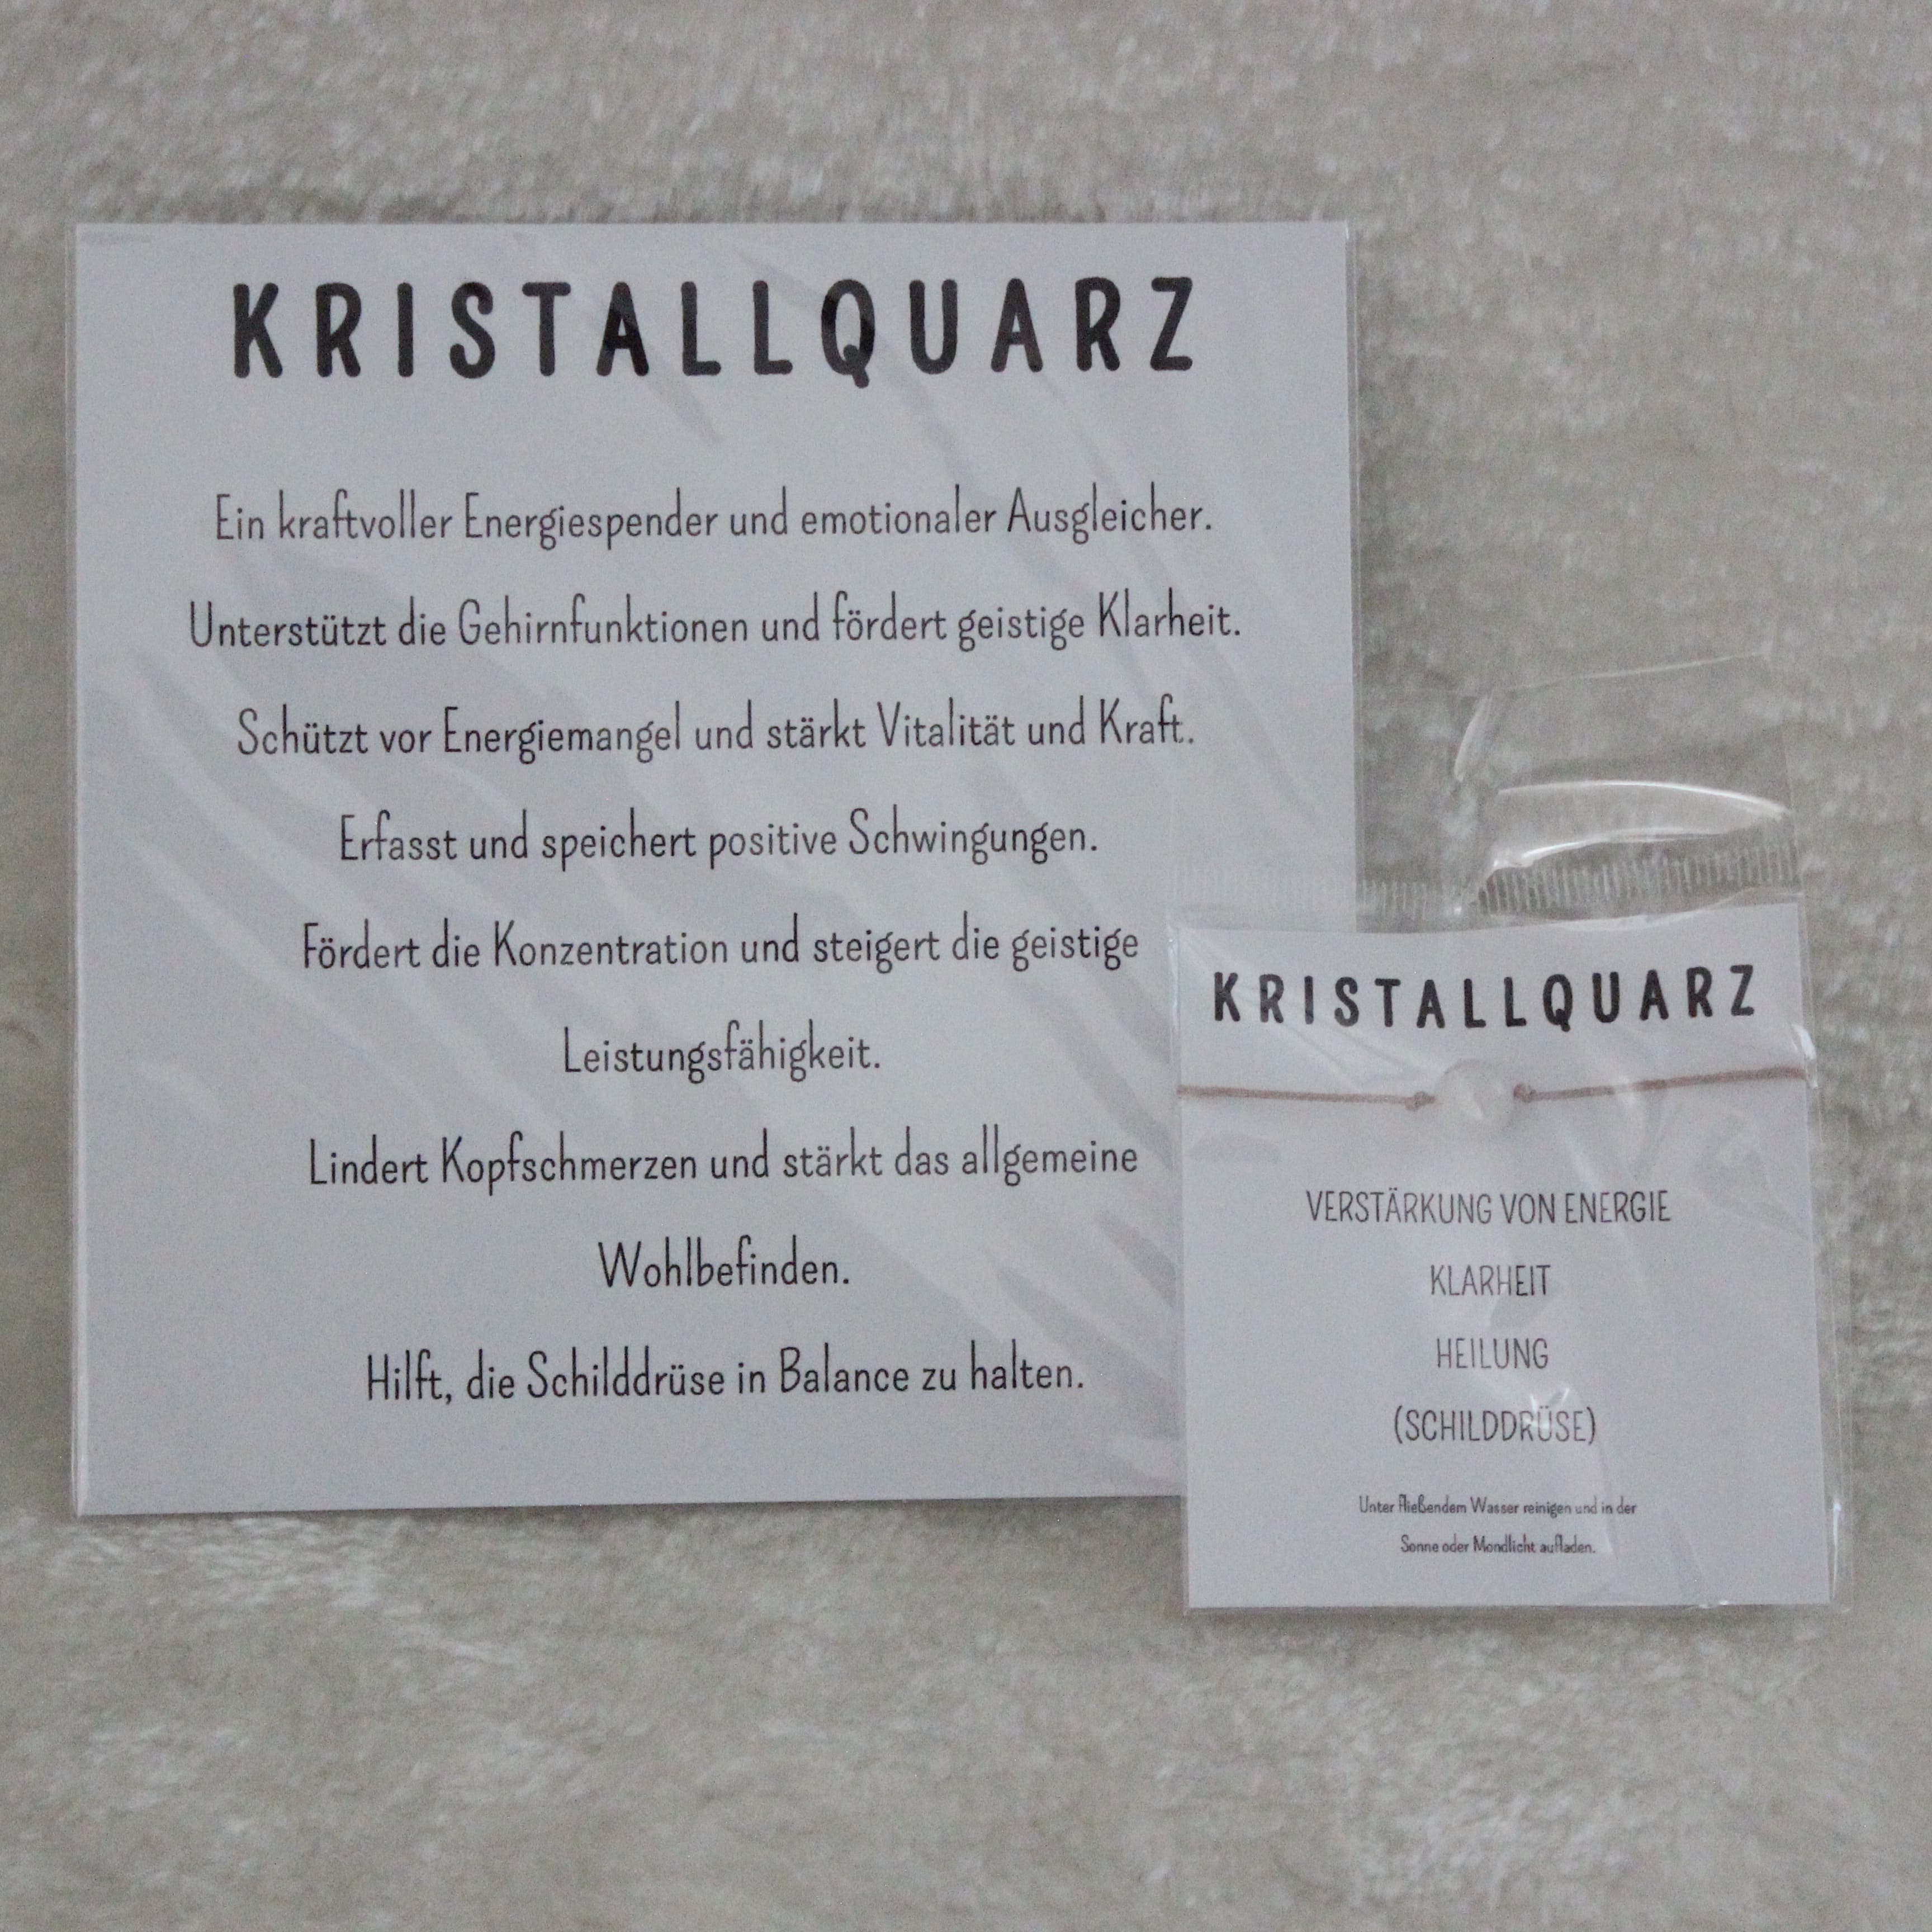 KRISTALLQUARZ
Ein kraftvoller Energiespender und emotionaler Ausgleicher.
Unterstützt die Gehirnfunktionen und fördert geistige Klarheit.
Schützt vor Energiemangel und stärkt Vitalität und Kraft.
Erfasst und speichert positive Schwingungen.
Fördert die Konzentration und steigert die geistige
Leistungsfähigkeit.
Lindert Kopfschmerzen und stärkt das allgemeine
Wohlbefinden.
Hilft, die Schilddrüse in Balance zu halten.
KRISTALLQUARZ
VERSTÄRKUNG VON ENERGIE
KLARHEIT
HEILUNG
(SCHILDDRÜSE)
Unter fließendem Wasser reinigen und in der
Sonne oder Mondlicht aufladen.